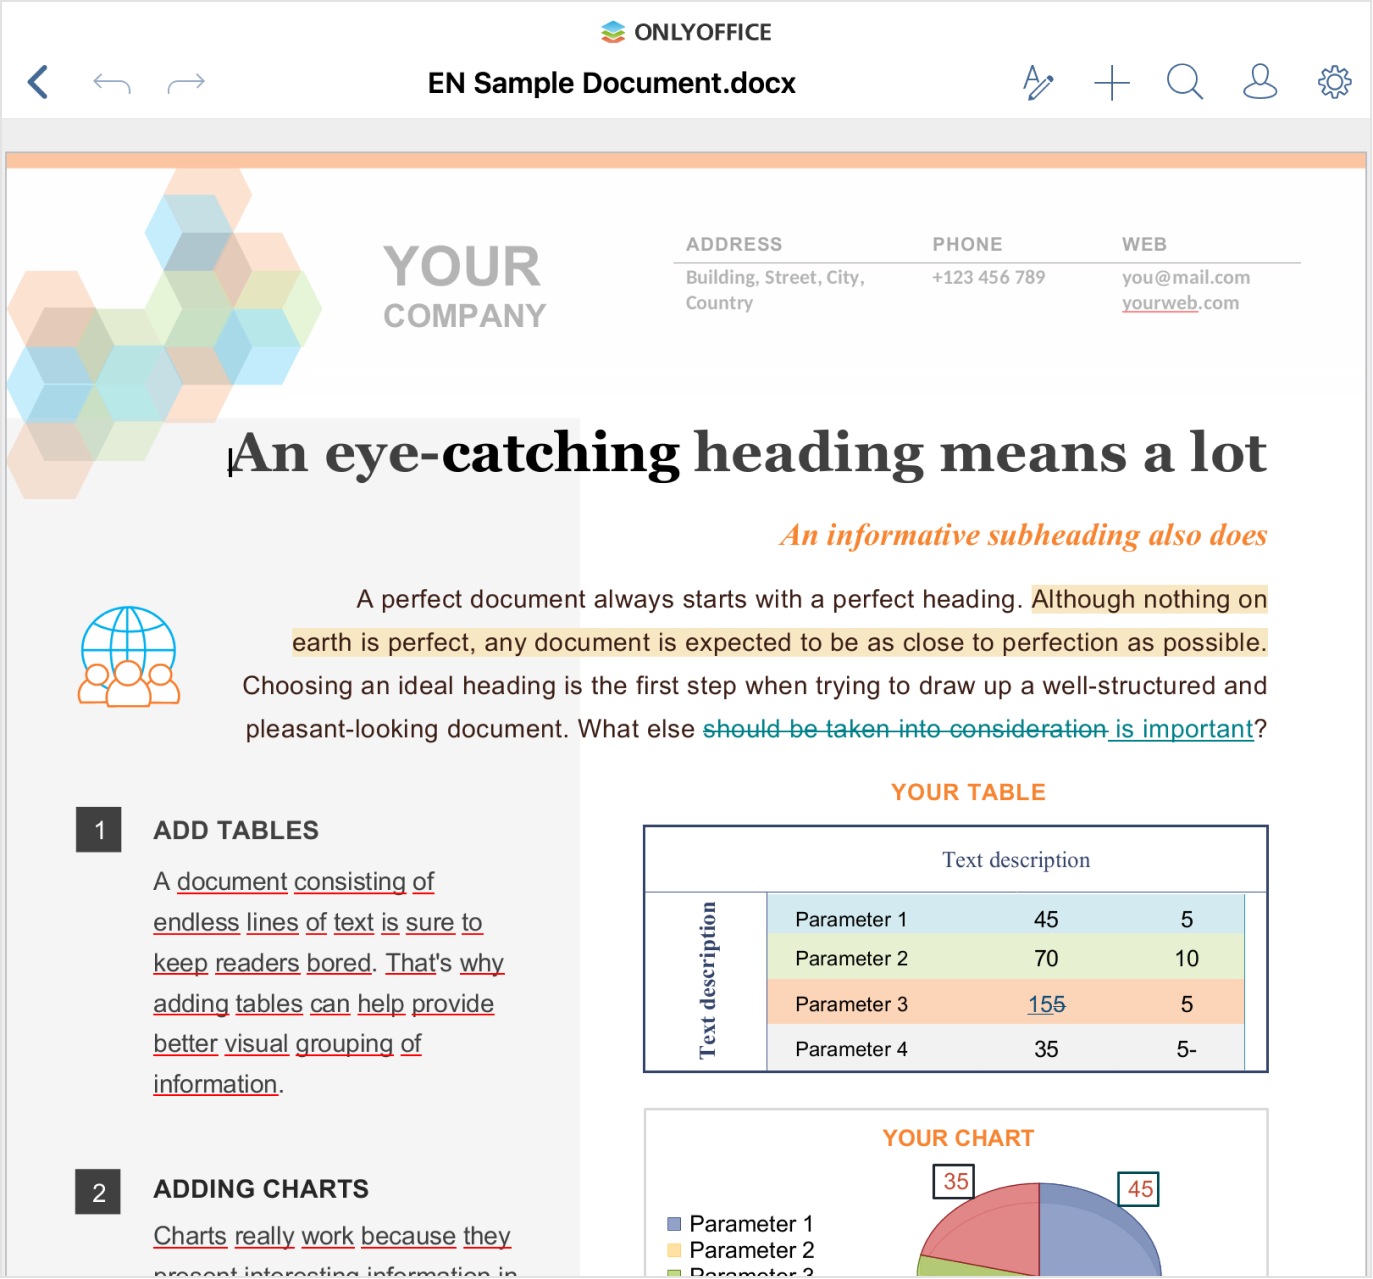 ONLYOFFICE
EN Sample Document.docx
YOUR
COMPANY
ADDRESS PHONE WEB
Building, Street, City, +123 456 789 you@mail.com
Country yourweb.com
An eye-catching heading means a lot
An informative subheading also does
A perfect document always starts with a perfect heading. Although nothing on
earth is perfect, any document is expected to be as close to perfection as possible.
Choosing an ideal heading is the first step when trying to draw up a well-structured and
pleasant-looking document. What else should be taken into consideration is important?
1 ADD TABLES
A document consisting of
endless lines of text is sure to
keep readers bored. That's why
adding tables can help provide
better visual grouping of
information.
2 ADDING CHARTS
Charts really work because they
present interesting information in
YOUR TABLE
Text description
Text description
Parameter 1 45 5
Parameter 2 70 10
Parameter 3 155 5
Parameter 4 35 5-
YOUR CHART
35 45
Parameter 1
Parameter 2
Parameter 3